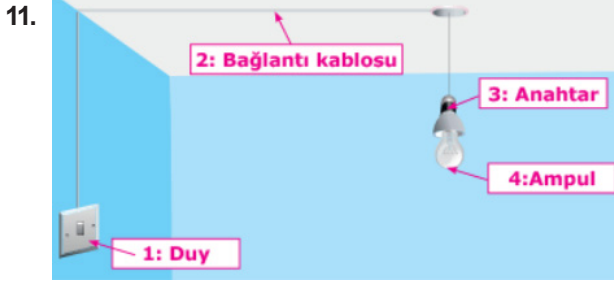 11.
2: Bağlantı kablosu
3: Anahtar
4:Ampul
1: Duy